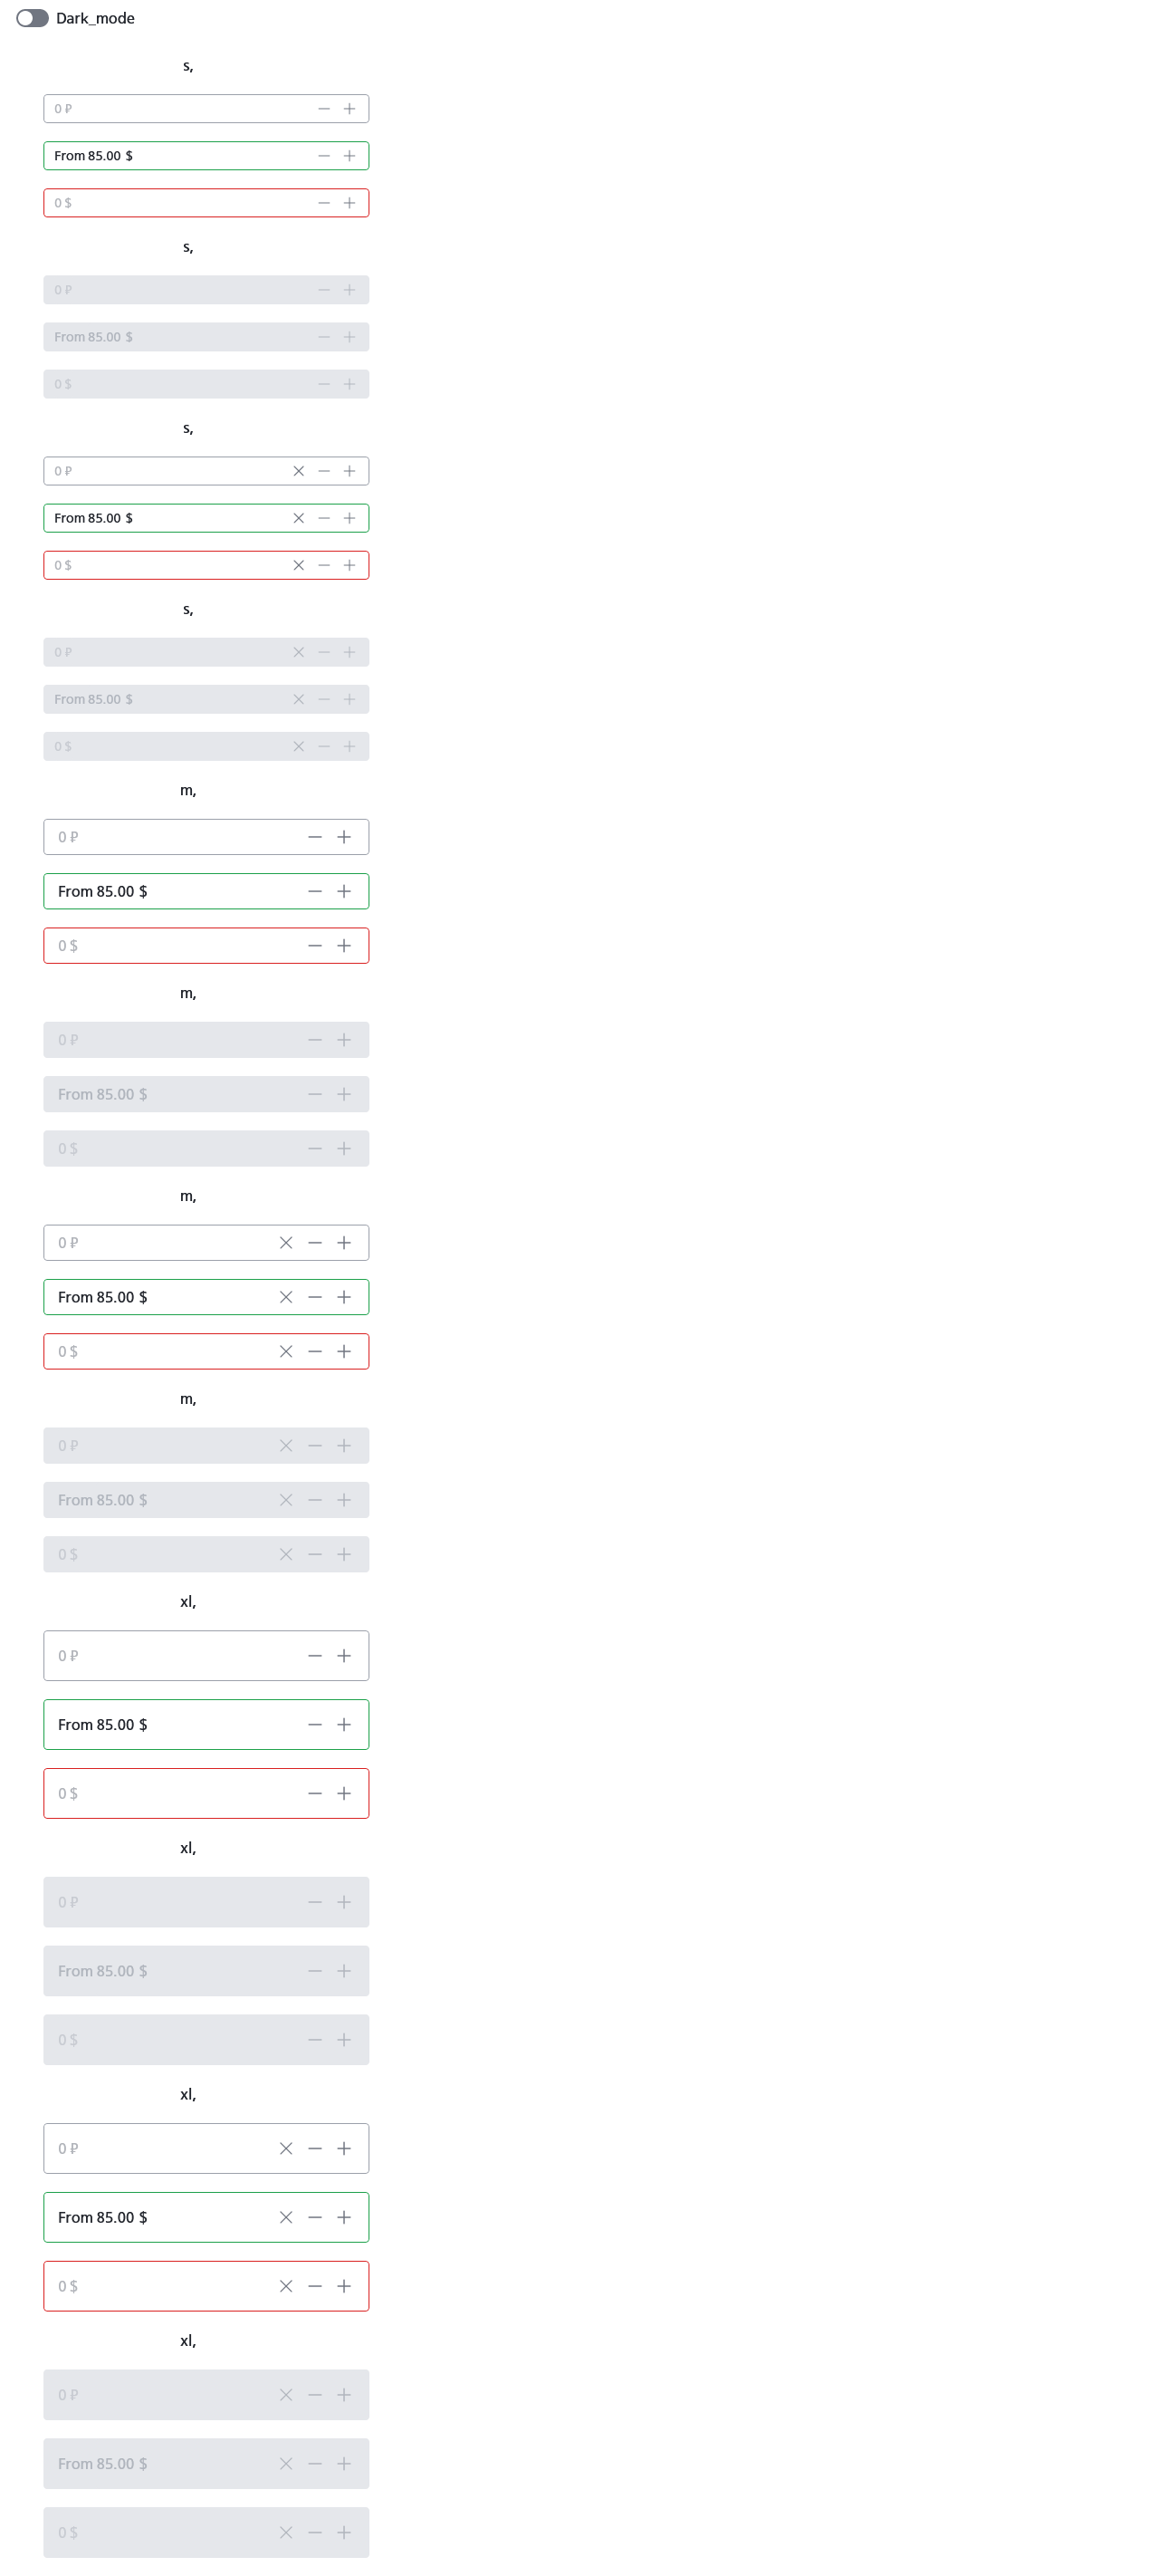 Dark_mode
s,
0 ₽
From 85.00 $
0 $
s,
0 ₽
From 85.00 $
0 $
s,
0 ₽
From 85.00 $
0 $
s,
0 ₽
From 85.00 $
0 $
m,
0 ₽
From 85.00 $
0 $
m,
0 ₽
From 85.00 $
0 $
m,
0 ₽
From 85.00 $
0 $
m,
0 ₽
From 85.00 $
0 $
xl,
0 ₽
From 85.00 $
0 $
xl,
0 ₽
From 85.00 $
0 $
xl,
0 ₽
From 85.00 $
0 $
xl,
0 ₽
From 85.00 $
0 $